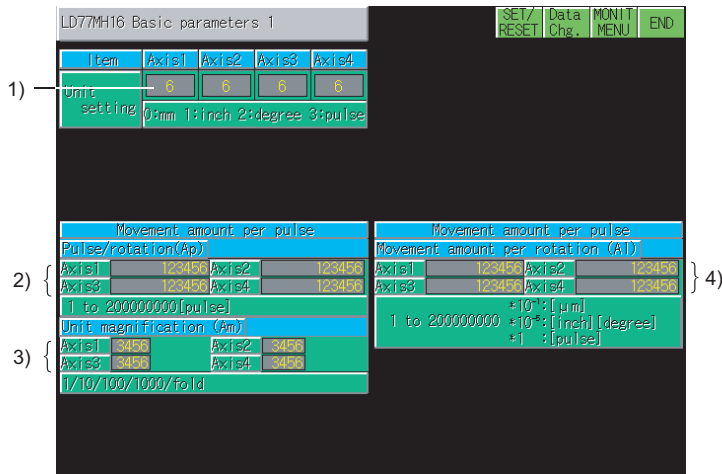 LD77MH16 Basic parameters 1
SET/ RESET
Data Chg.
MONIT MENU
END
Item Axis1 Axis2 Axis3 Axis4
1)
Unit setting
6 6 6 6
0:mm 1:inch 2:degree 3:pulse
Movement amount per pulse
Pulse/rotation(Ap)
2)
Axis1 123456 Axis2 123456
Axis3 123456 Axis4 123456
1 to 200000000[pulse]
Unit magnification (Am)
3)
Axis1 3456 Axis2 3456
Axis3 3456 Axis4 3456
1/10/100/1000/fold
Movement amount per pulse
Movement amount per rotation (Al)
Axis1 123456 Axis2 123456
4)
Axis3 123456 Axis4 123456
*10⁻¹:[μm]
1 to 200000000 *10⁻⁵:[inch][degree]
*1 :[pulse]